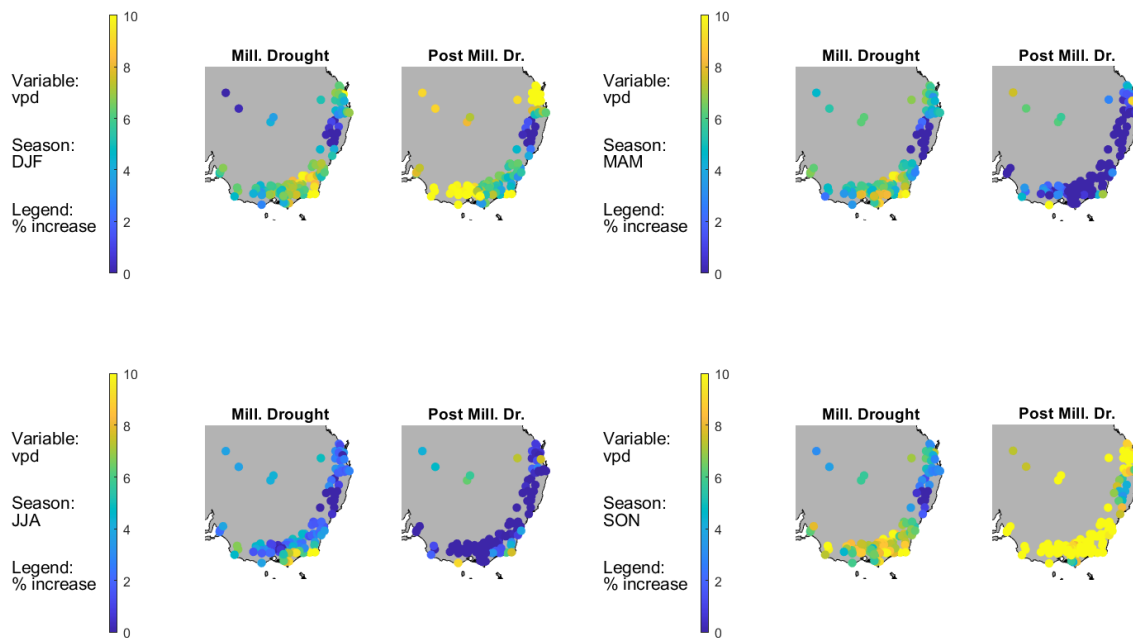 10
8
6
4
2
0
Variable:
vpd
Season:
DJF
Legend:
% increase
Mill. Drought
Post Mill. Dr.
10
8
6
4
2
0
Variable:
vpd
Season:
MAM
Legend:
% increase
Mill. Drought
Post Mill. Dr.
10
8
6
4
2
0
Variable:
vpd
Season:
JJA
Legend:
% increase
Mill. Drought
Post Mill. Dr.
10
8
6
4
2
0
Variable:
vpd
Season:
SON
Legend:
% increase
Mill. Drought
Post Mill. Dr.